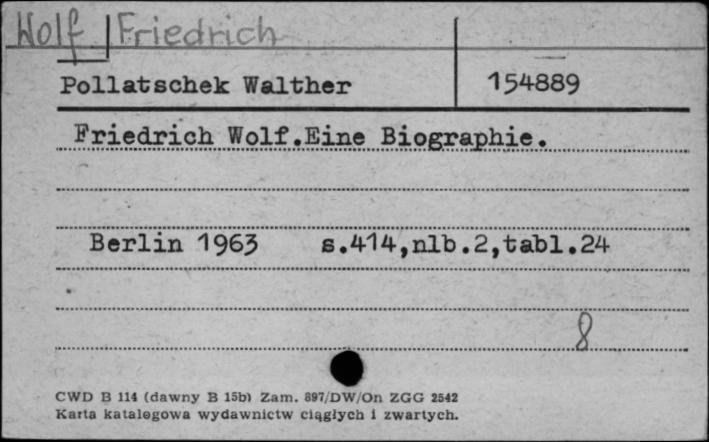 Wolf Friedrich
Pollatschek Walther 154889
Friedrich Wolf.Eine Biographie.
Berlin 1963 s.414,nlb.2,tabl.24
8
CWD B 114 (dawny B 15b) Zam. 897/DW/On ZGG 2542
Karta katalogowa wydawnictw ciągłych i zwartych.